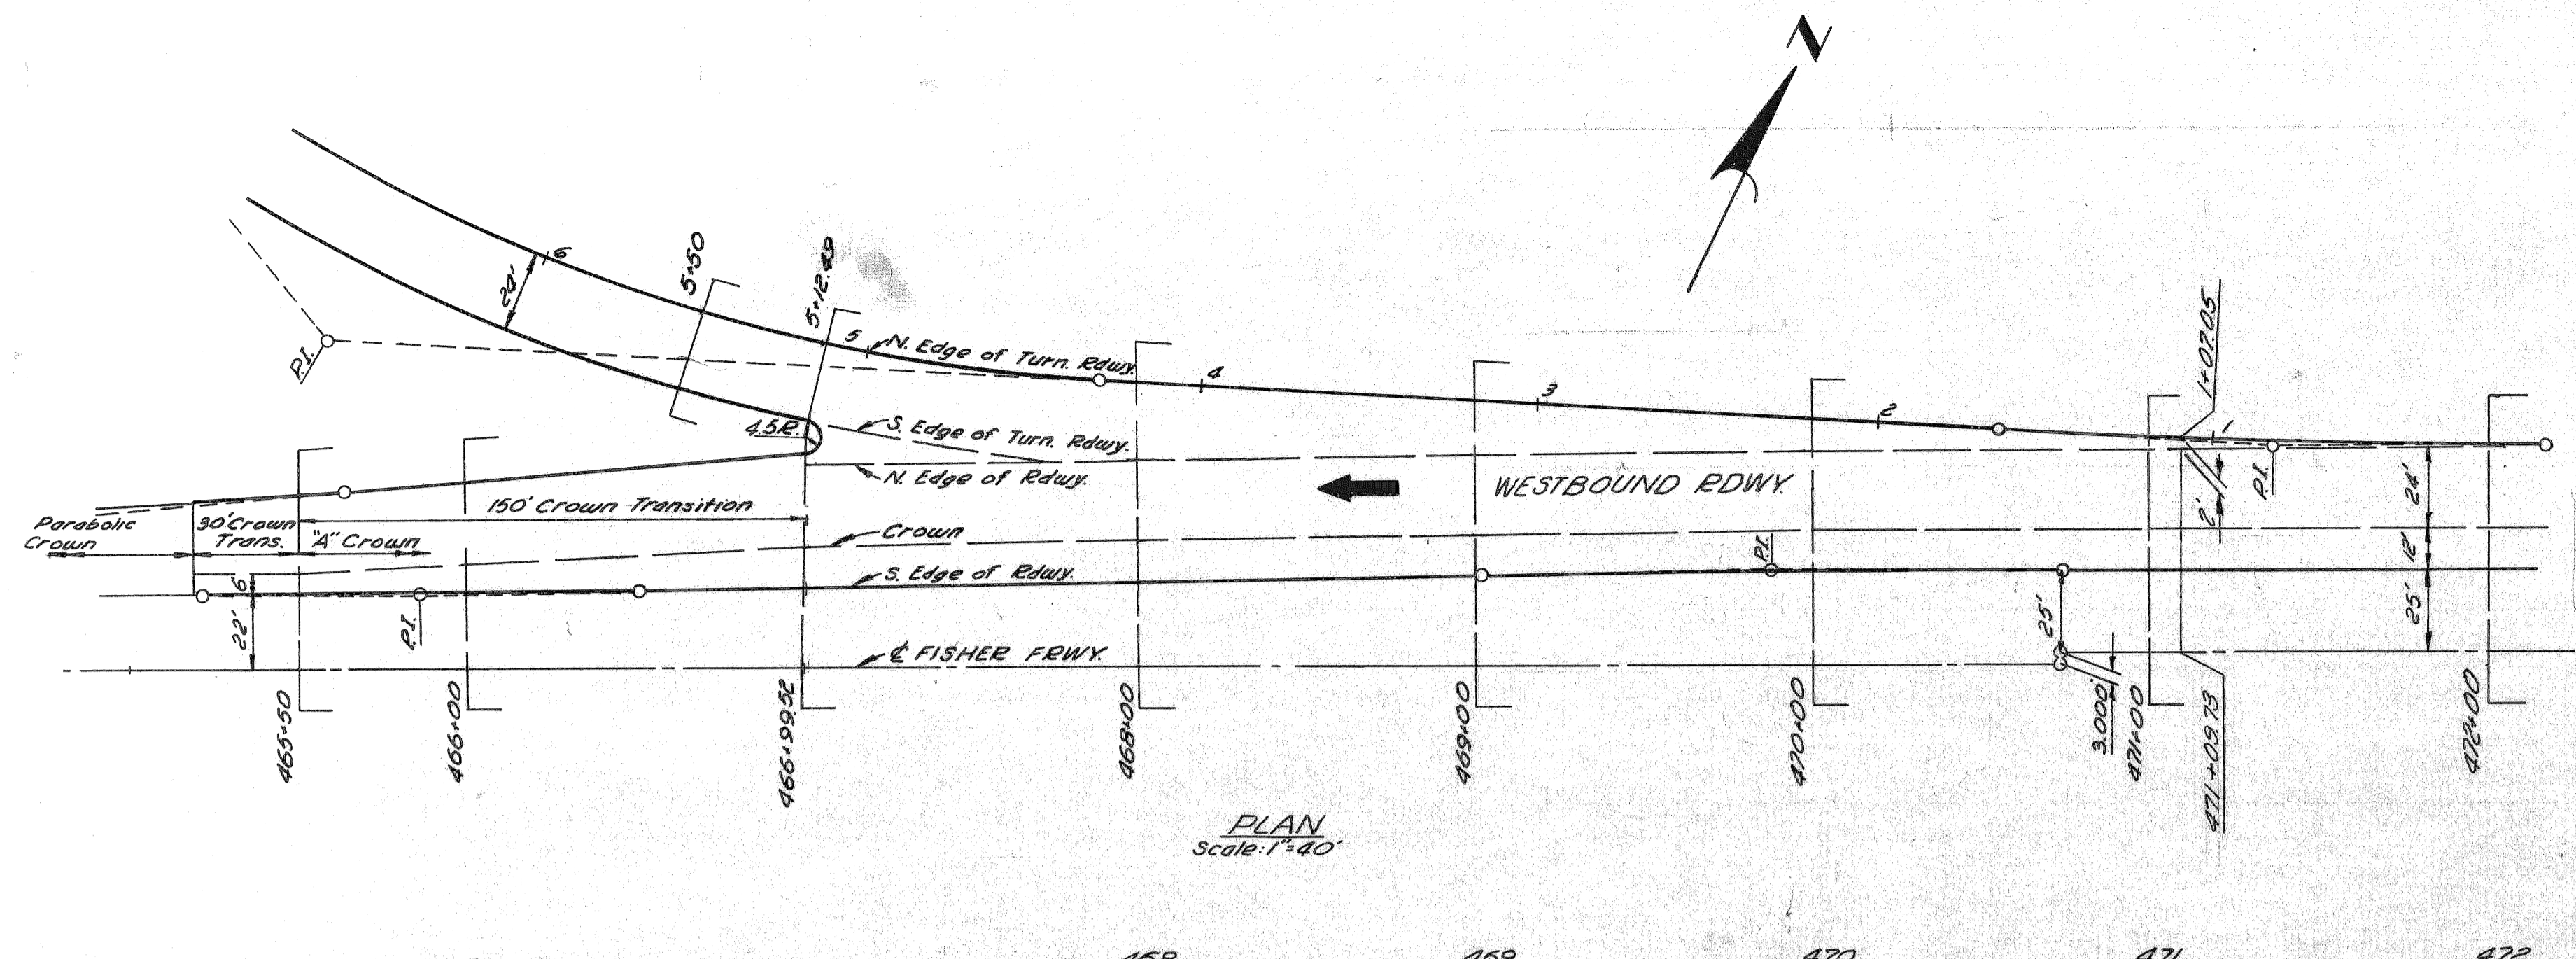 N
6
24'
5+50
5+12.49
5
N. Edge of Turn. Rdwy.
4
3
2
1
1+07.05
P.I.
4.5R.
S. Edge of Turn. Rdwy.
N. Edge of Rdwy.
WESTBOUND RDWY.
2'
P.I.
24'
150' Crown Transition
Parabolic
Crown
30' Crown
Trans.
"A" Crown
Crown
P.I.
12'
6'
S. Edge of Rdwy.
22'
P.I.
25'
25'
℄ FISHER FRWY.
3.000'
465+50
466+00
466+99.52
468+00
469+00
470+00
471+00
471+09.73
472+00
PLAN
Scale: 1"=40'
468
469
470
471
472